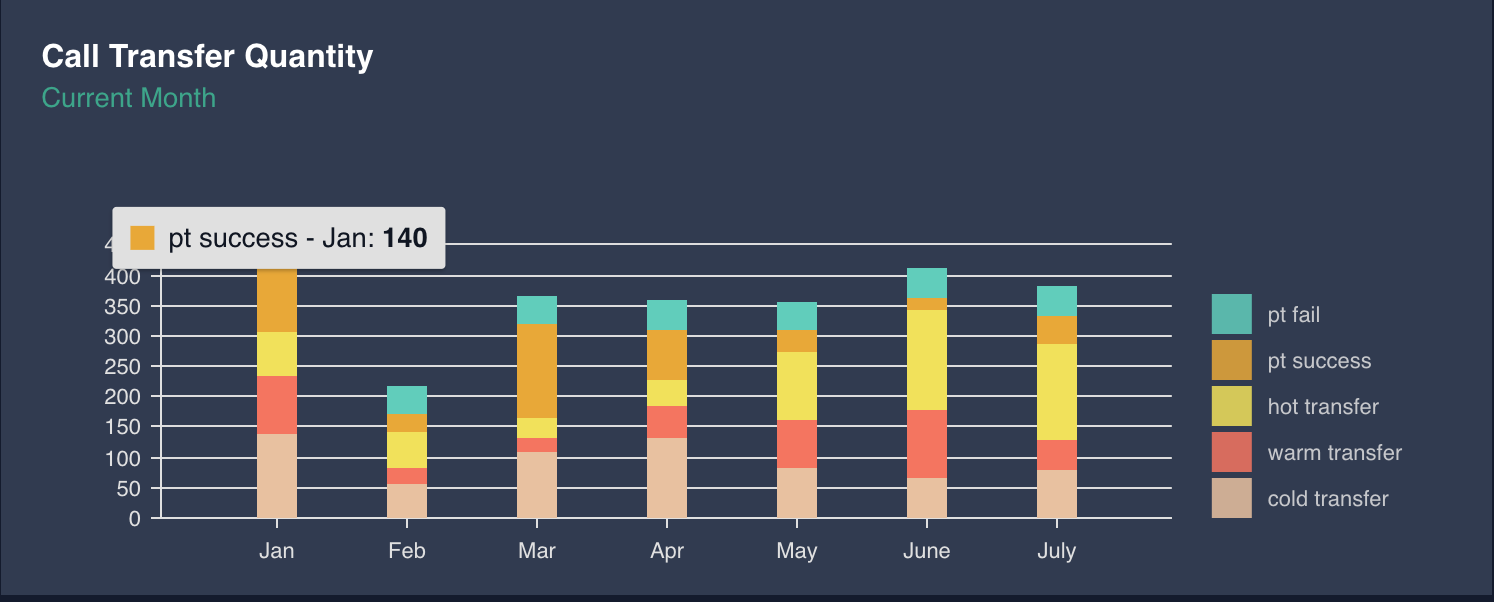 Call Transfer Quantity
Current Month
pt success - Jan: 140
400
350
300
250
200
150
100
50
0
Jan
Feb
Mar
Apr
May
June
July
pt fail
pt success
hot transfer
warm transfer
cold transfer